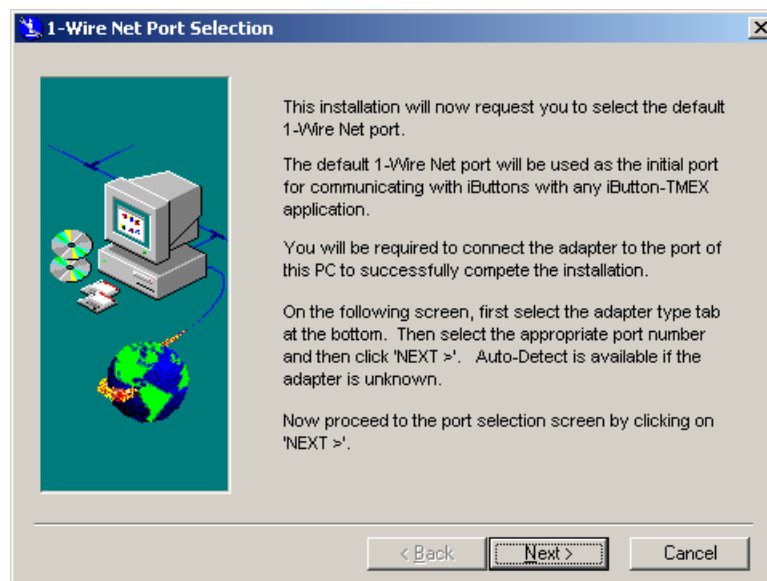 1-Wire Net Port Selection
This installation will now request you to select the default
1-Wire Net port.
The default 1-Wire Net port will be used as the initial port
for communicating with iButtons with any iButton-TMEX
application.
You will be required to connect the adapter to the port of
this PC to successfully compete the installation.
On the following screen, first select the adapter type tab
at the bottom.  Then select the appropriate port number
and then click 'NEXT >'.   Auto-Detect is available if the
adapter is unknown.
Now proceed to the port selection screen by clicking on
'NEXT >'.
< Back Next > Cancel